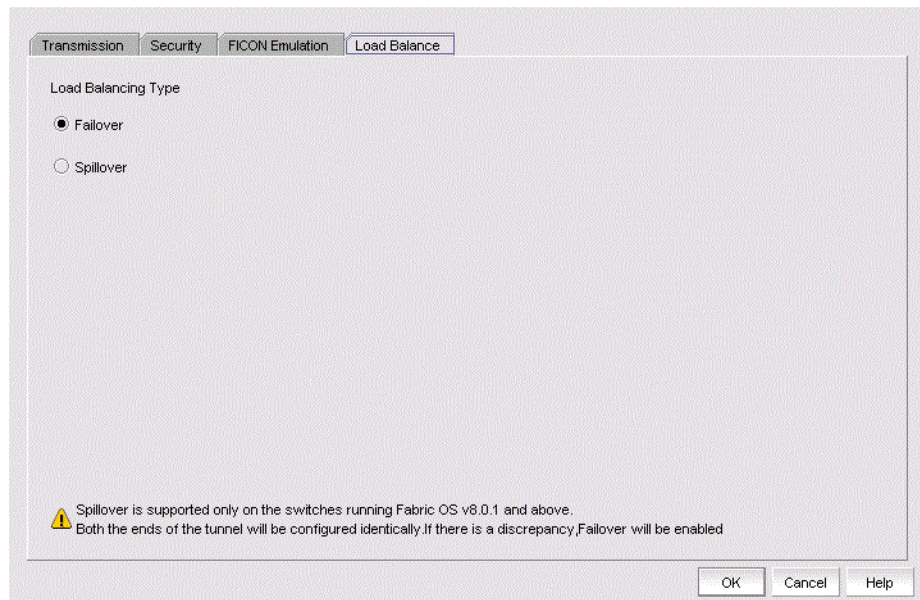 Transmission Security FICON Emulation Load Balance
Load Balancing Type
Failover
Spillover
Spillover is supported only on the switches running Fabric OS v8.0.1 and above.
Both the ends of the tunnel will be configured identically.If there is a discrepancy,Failover will be enabled
OK Cancel Help